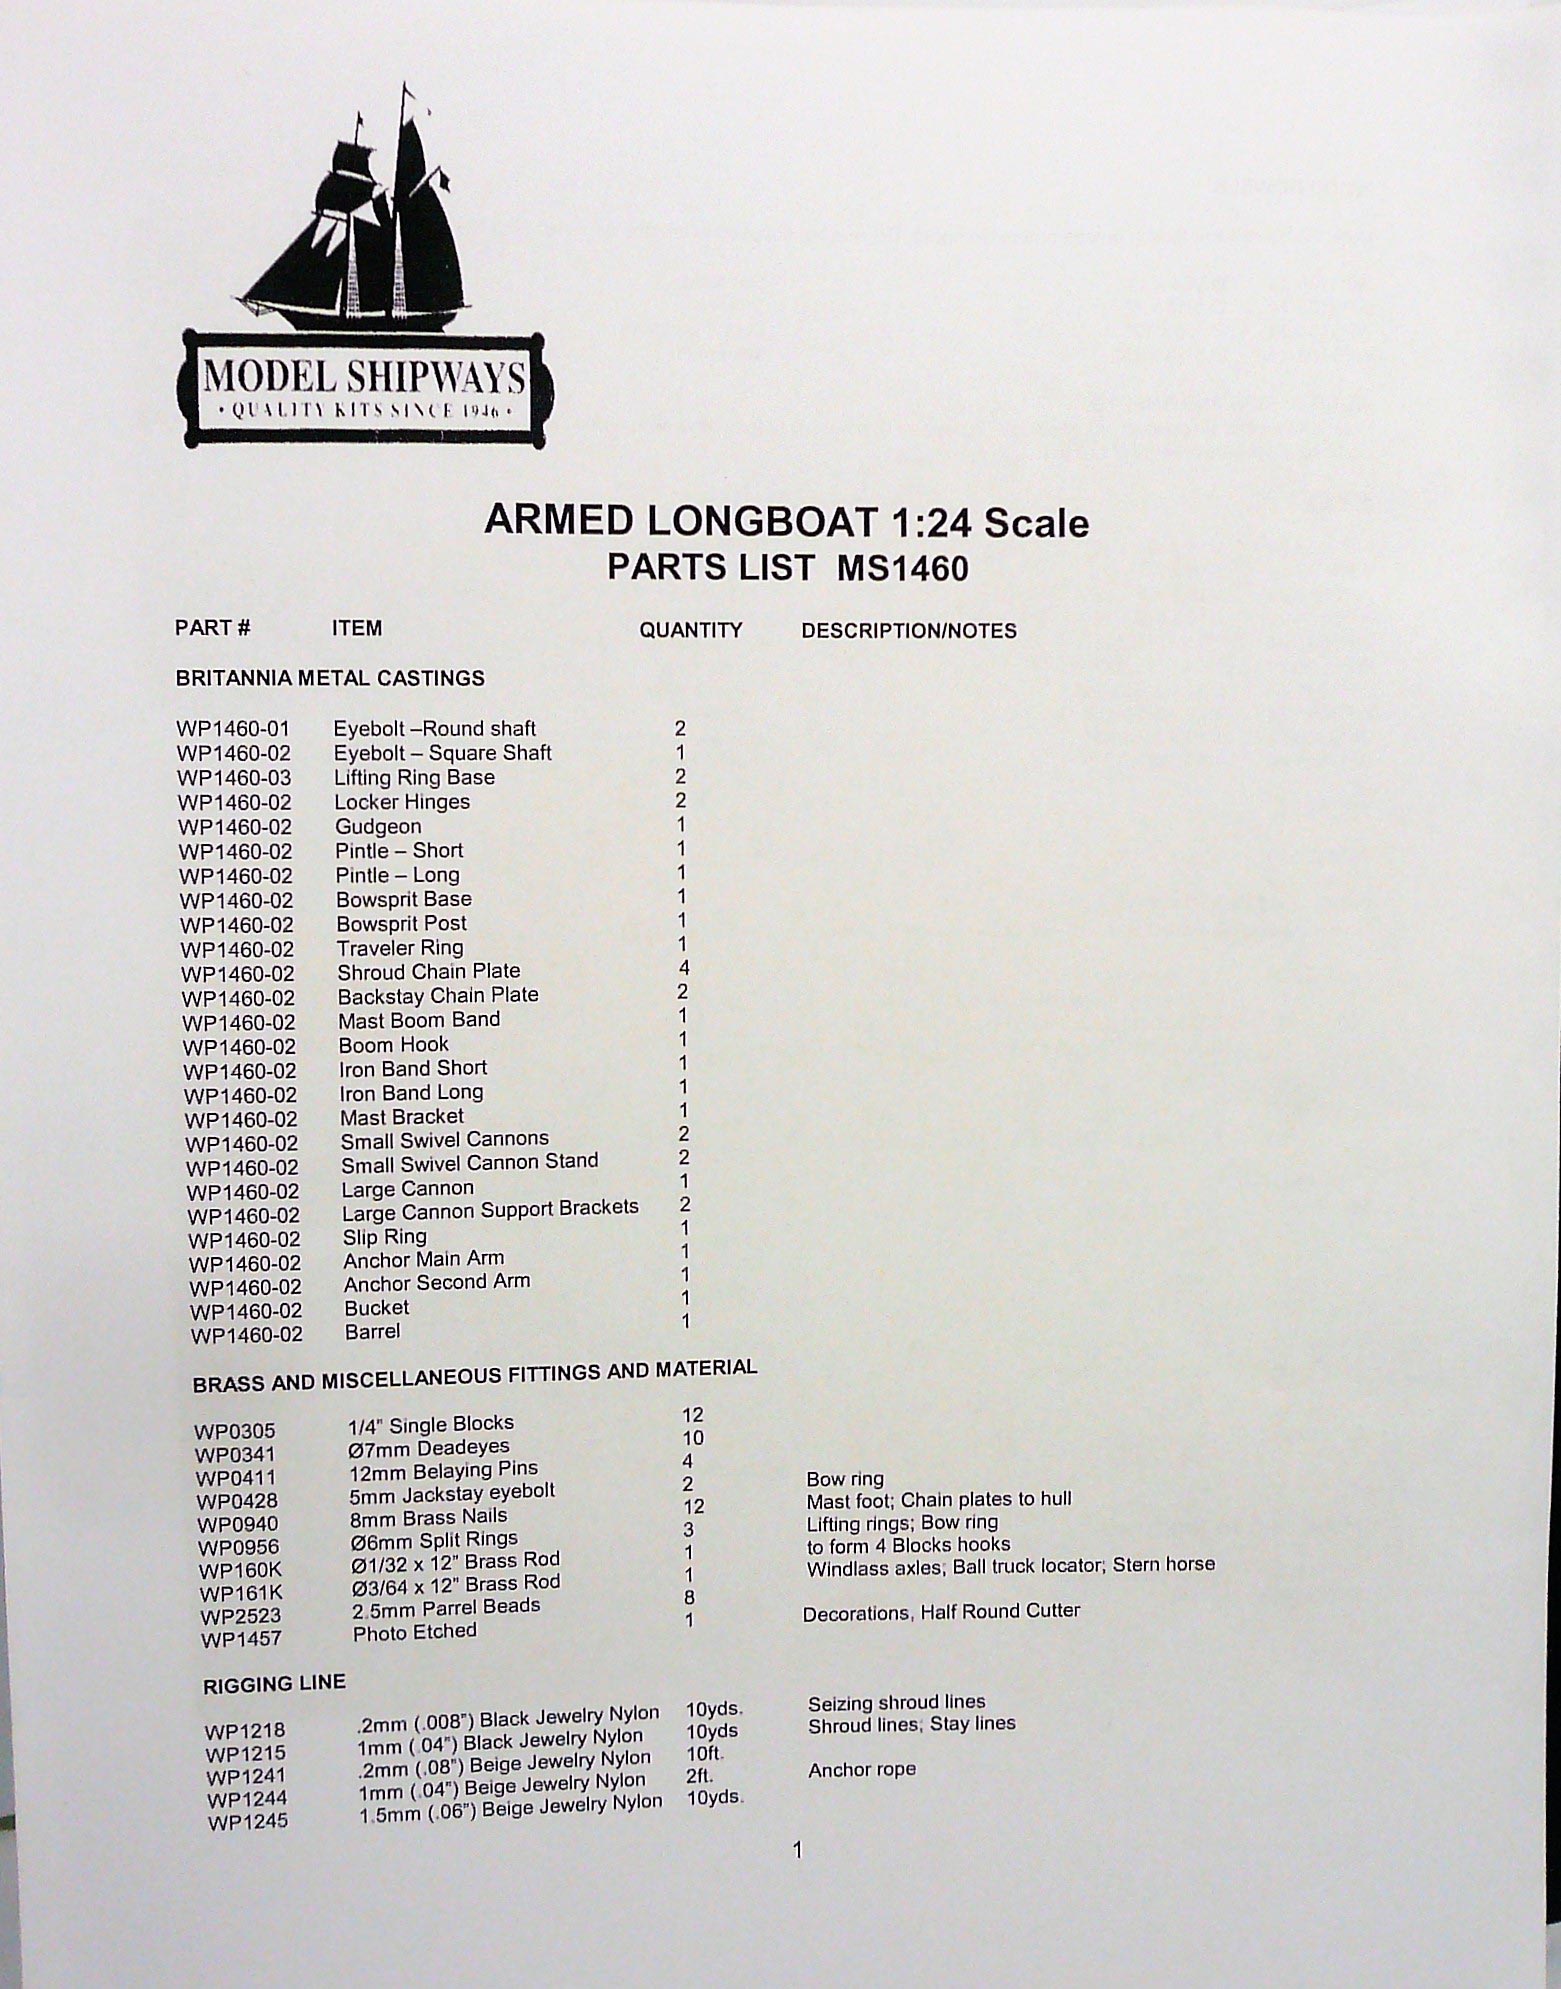 MODEL SHIPWAYS
• QUALITY KITS SINCE 1946 •
ARMED LONGBOAT 1:24 Scale
PARTS LIST MS1460
PART # ITEM QUANTITY DESCRIPTION/NOTES
BRITANNIA METAL CASTINGS
WP1460-01 Eyebolt –Round shaft 2
WP1460-02 Eyebolt – Square Shaft 1
WP1460-03 Lifting Ring Base 2
WP1460-02 Locker Hinges 2
WP1460-02 Gudgeon 1
WP1460-02 Pintle – Short 1
WP1460-02 Pintle – Long 1
WP1460-02 Bowsprit Base 1
WP1460-02 Bowsprit Post 1
WP1460-02 Traveler Ring 1
WP1460-02 Shroud Chain Plate 4
WP1460-02 Backstay Chain Plate 2
WP1460-02 Mast Boom Band 1
WP1460-02 Boom Hook 1
WP1460-02 Iron Band Short 1
WP1460-02 Iron Band Long 1
WP1460-02 Mast Bracket 1
WP1460-02 Small Swivel Cannons 2
WP1460-02 Small Swivel Cannon Stand 2
WP1460-02 Large Cannon 1
WP1460-02 Large Cannon Support Brackets 2
WP1460-02 Slip Ring 1
WP1460-02 Anchor Main Arm 1
WP1460-02 Anchor Second Arm 1
WP1460-02 Bucket 1
WP1460-02 Barrel 1
BRASS AND MISCELLANEOUS FITTINGS AND MATERIAL
WP0305 1/4" Single Blocks 12
WP0341 Ø7mm Deadeyes 10
WP0411 12mm Belaying Pins 4
WP0428 5mm Jackstay eyebolt 2 Bow ring
WP0940 8mm Brass Nails 12 Mast foot; Chain plates to hull
WP0956 Ø6mm Split Rings 3 Lifting rings; Bow ring
WP160K Ø1/32 x 12" Brass Rod 1 to form 4 Blocks hooks
WP161K Ø3/64 x 12" Brass Rod 1 Windlass axles; Ball truck locator; Stern horse
WP2523 2.5mm Parrel Beads 8
WP1457 Photo Etched 1 Decorations, Half Round Cutter
RIGGING LINE
WP1218 .2mm (.008") Black Jewelry Nylon 10yds. Seizing shroud lines
WP1215 1mm (.04") Black Jewelry Nylon 10yds Shroud lines; Stay lines
WP1241 .2mm (.08") Beige Jewelry Nylon 10ft.
WP1244 1mm (.04") Beige Jewelry Nylon 2ft. Anchor rope
WP1245 1.5mm (.06") Beige Jewelry Nylon 10yds.
1